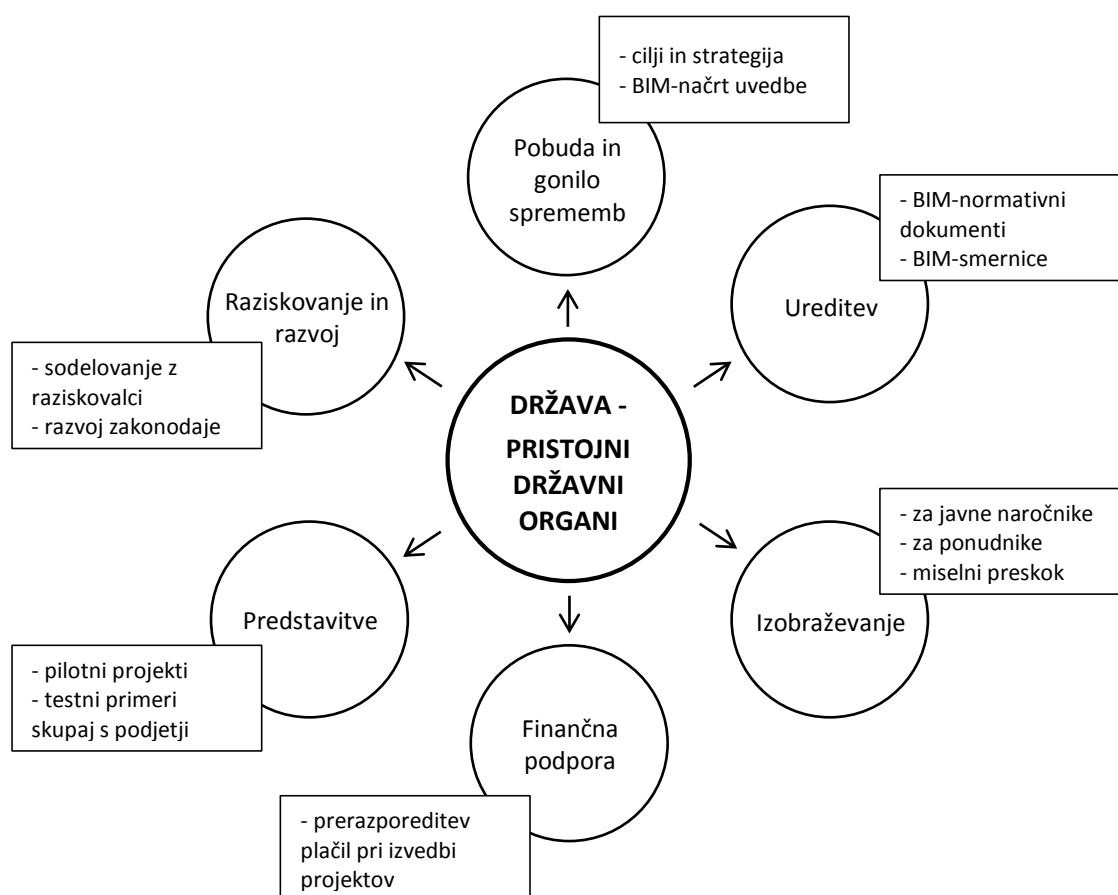 - cilji in strategija
- BIM-načrt uvedbe
Pobuda in
gonilo
sprememb
- BIM-normativni
dokumenti
- BIM-smernice
Ureditev
Raziskovanje in
razvoj
- sodelovanje z
raziskovalci
- razvoj zakonodaje
DRŽAVA -
PRISTOJNI
DRŽAVNI
ORGANI
- za javne naročnike
- za ponudnike
- miselni preskok
Izobraževanje
Predstavitve
- pilotni projekti
- testni primeri
skupaj s podjetji
Finančna
podpora
- prerazporeditev
plačil pri izvedbi
projektov